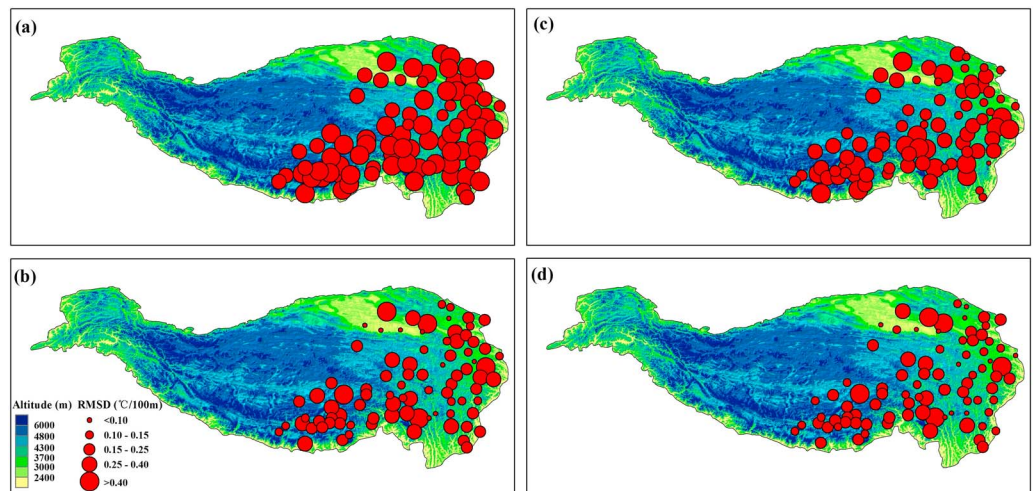 (a)
(c)
(b)
(d)
Altitude (m) RMSD (℃/100m)
6000
4800
4300
3700
3000
2400
<0.10
0.10 - 0.15
0.15 - 0.25
0.25 - 0.40
>0.40